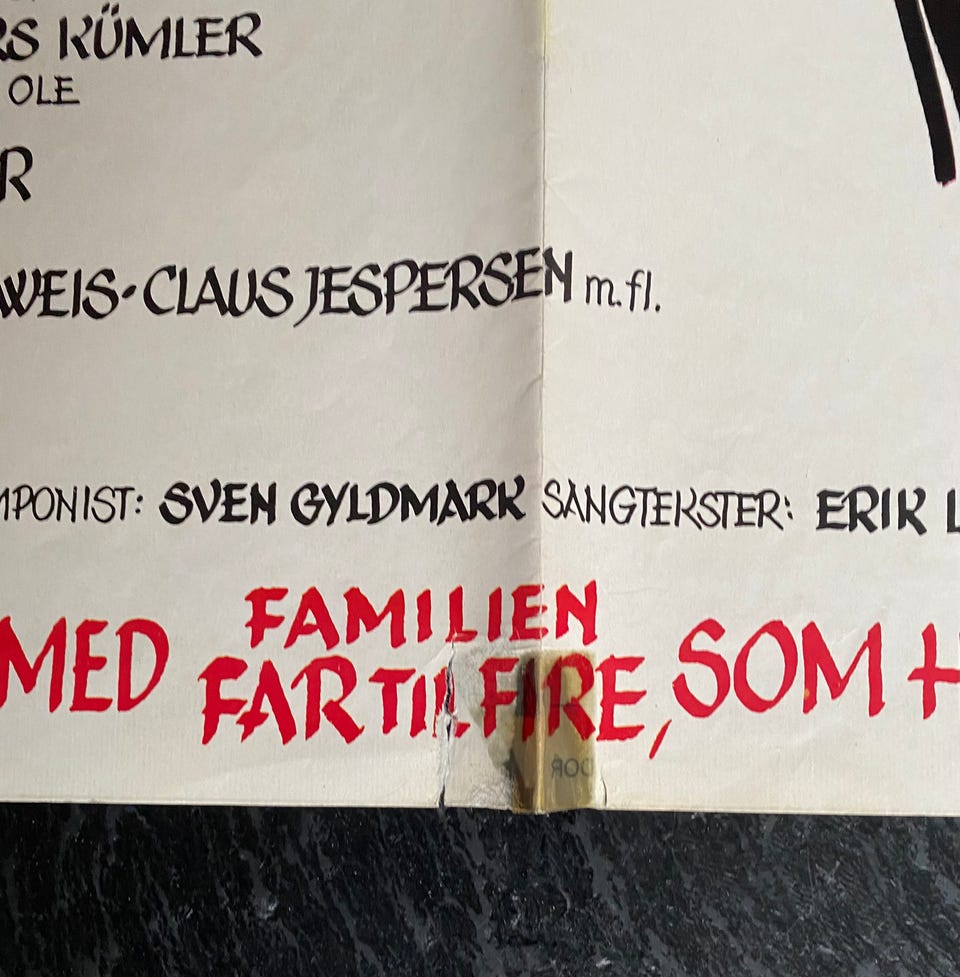 RS KÜMLER
OLE
R
WEIS · CLAUS JESPERSEN m.fl.
MPONIST: SVEN GYLDMARK SANGTEKSTER: ERIK L
MED FAMILIEN FAR TIL FIRE, SOM H